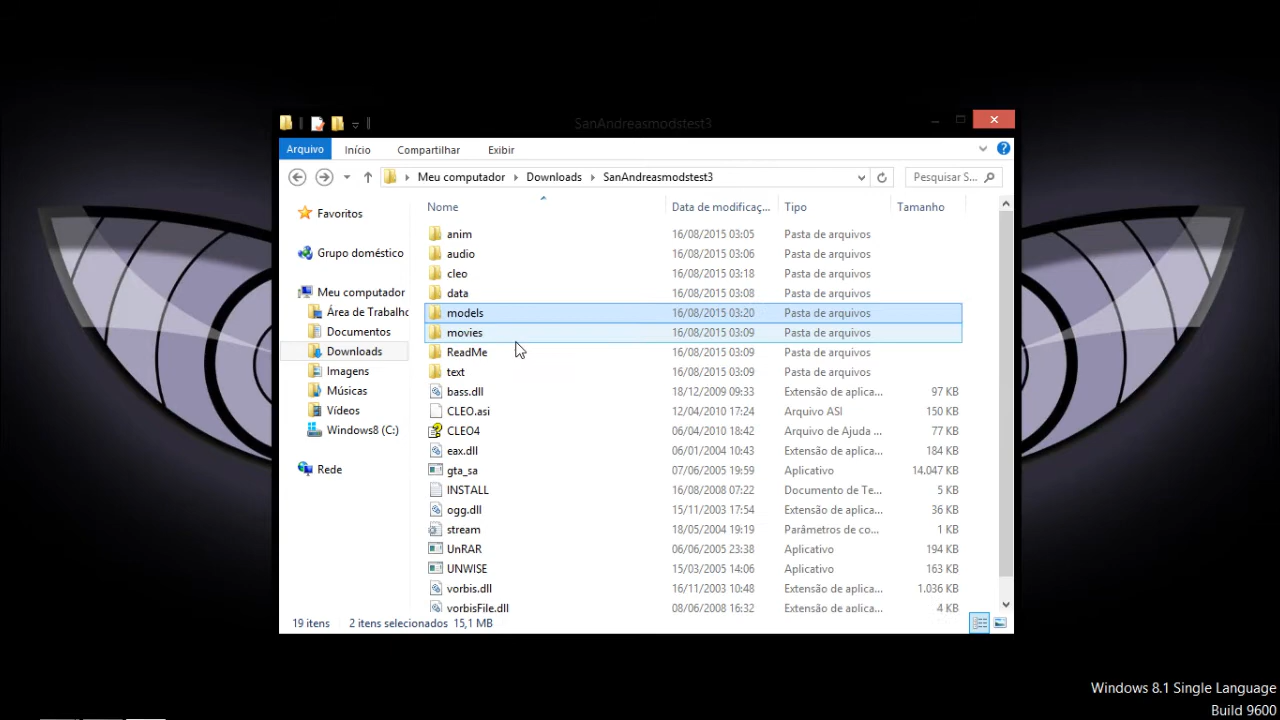 SanAndreasmodstest3
Arquivo Início Compartilhar Exibir
Meu computador Downloads SanAndreasmodstest3 Pesquisar S...
Nome Data de modificaç... Tipo Tamanho
Favoritos
Grupo doméstico
Meu computador
Área de Trabalho
Documentos
Downloads
Imagens
Músicas
Vídeos
Windows8 (C:)
Rede
anim 16/08/2015 03:05 Pasta de arquivos
audio 16/08/2015 03:06 Pasta de arquivos
cleo 16/08/2015 03:18 Pasta de arquivos
data 16/08/2015 03:08 Pasta de arquivos
models 16/08/2015 03:20 Pasta de arquivos
movies 16/08/2015 03:09 Pasta de arquivos
ReadMe 16/08/2015 03:09 Pasta de arquivos
text 16/08/2015 03:09 Pasta de arquivos
bass.dll 18/12/2009 09:33 Extensão de aplica... 97 KB
CLEO.asi 12/04/2010 17:24 Arquivo ASI 150 KB
CLEO4 06/04/2010 18:42 Arquivo de Ajuda ... 77 KB
eax.dll 06/01/2004 10:43 Extensão de aplica... 184 KB
gta_sa 07/06/2005 19:59 Aplicativo 14.047 KB
INSTALL 16/08/2008 07:22 Documento de Te... 5 KB
ogg.dll 15/11/2003 17:54 Extensão de aplica... 36 KB
stream 18/05/2004 19:19 Parâmetros de co... 1 KB
UnRAR 06/06/2005 23:38 Aplicativo 194 KB
UNWISE 15/03/2005 14:06 Aplicativo 163 KB
vorbis.dll 16/11/2003 10:48 Extensão de aplica... 1.036 KB
vorbisFile.dll 08/06/2008 16:32 Extensão de aplica... 4 KB
19 itens 2 itens selecionados 15,1 MB
Windows 8.1 Single Language
Build 9600